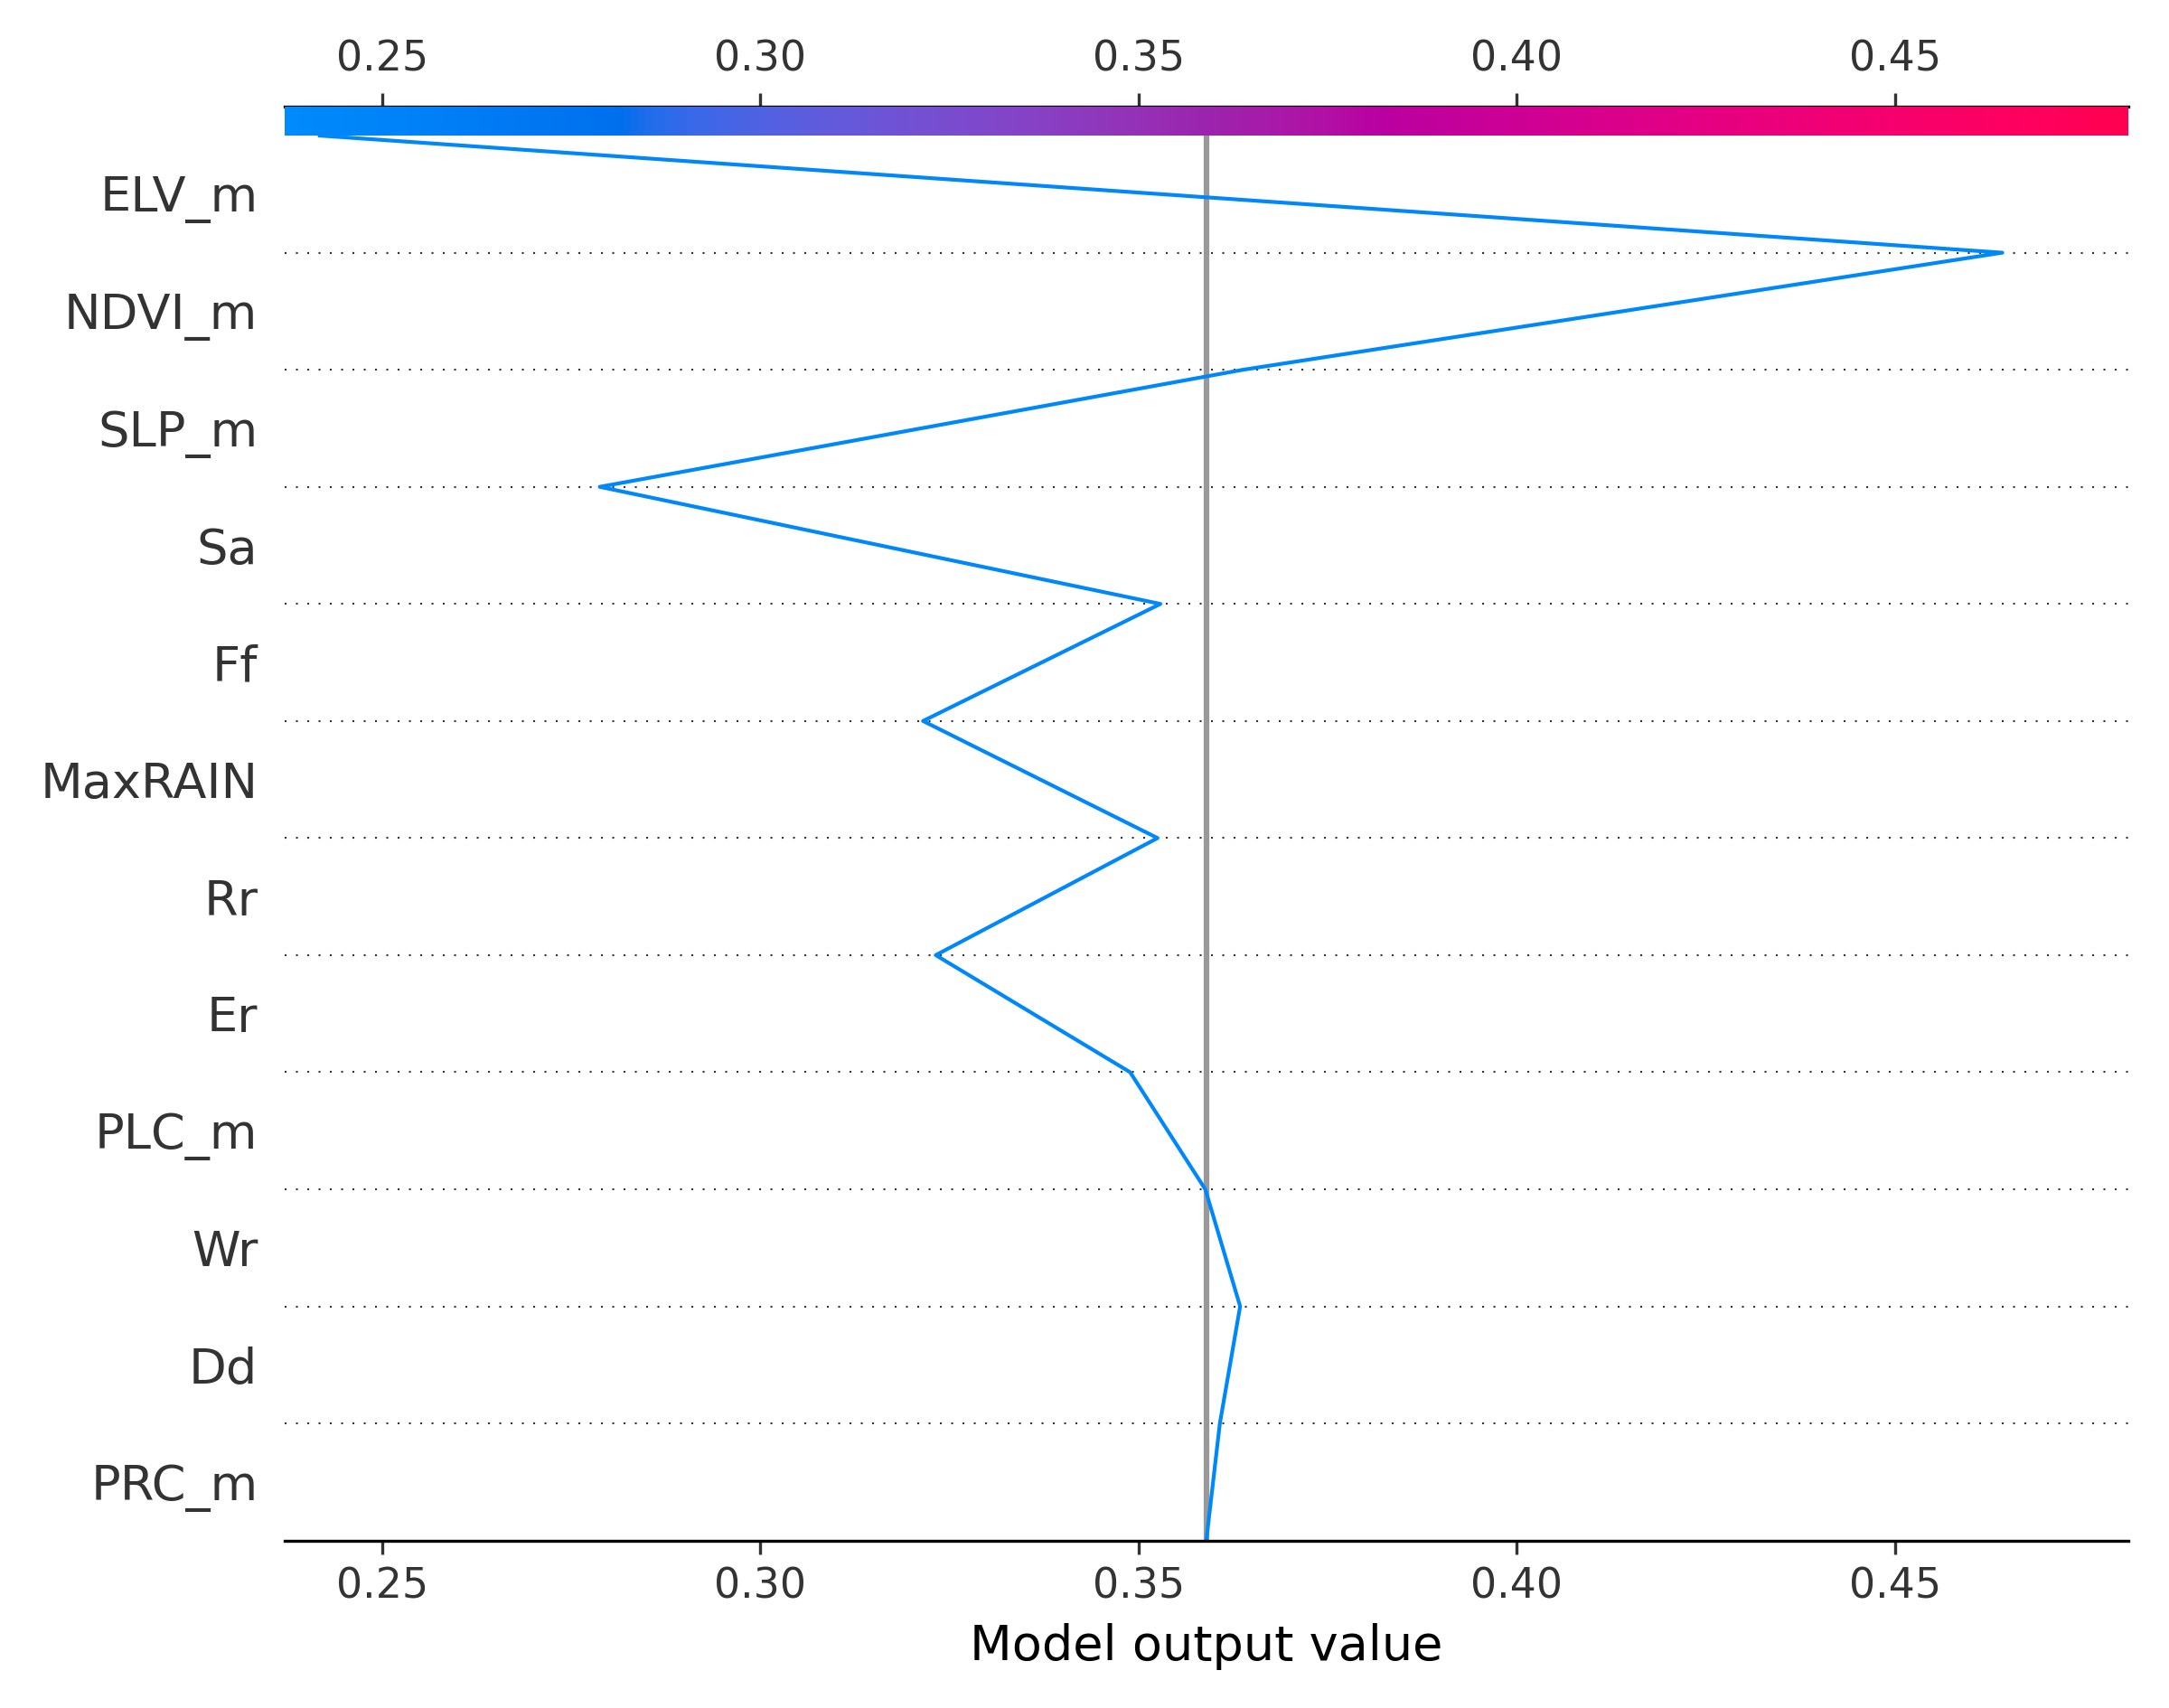 0.25 0.30 0.35 0.40 0.45
ELV_m
NDVI_m
SLP_m
Sa
Ff
MaxRAIN
Rr
Er
PLC_m
Wr
Dd
PRC_m
0.25 0.30 0.35 0.40 0.45
Model output value